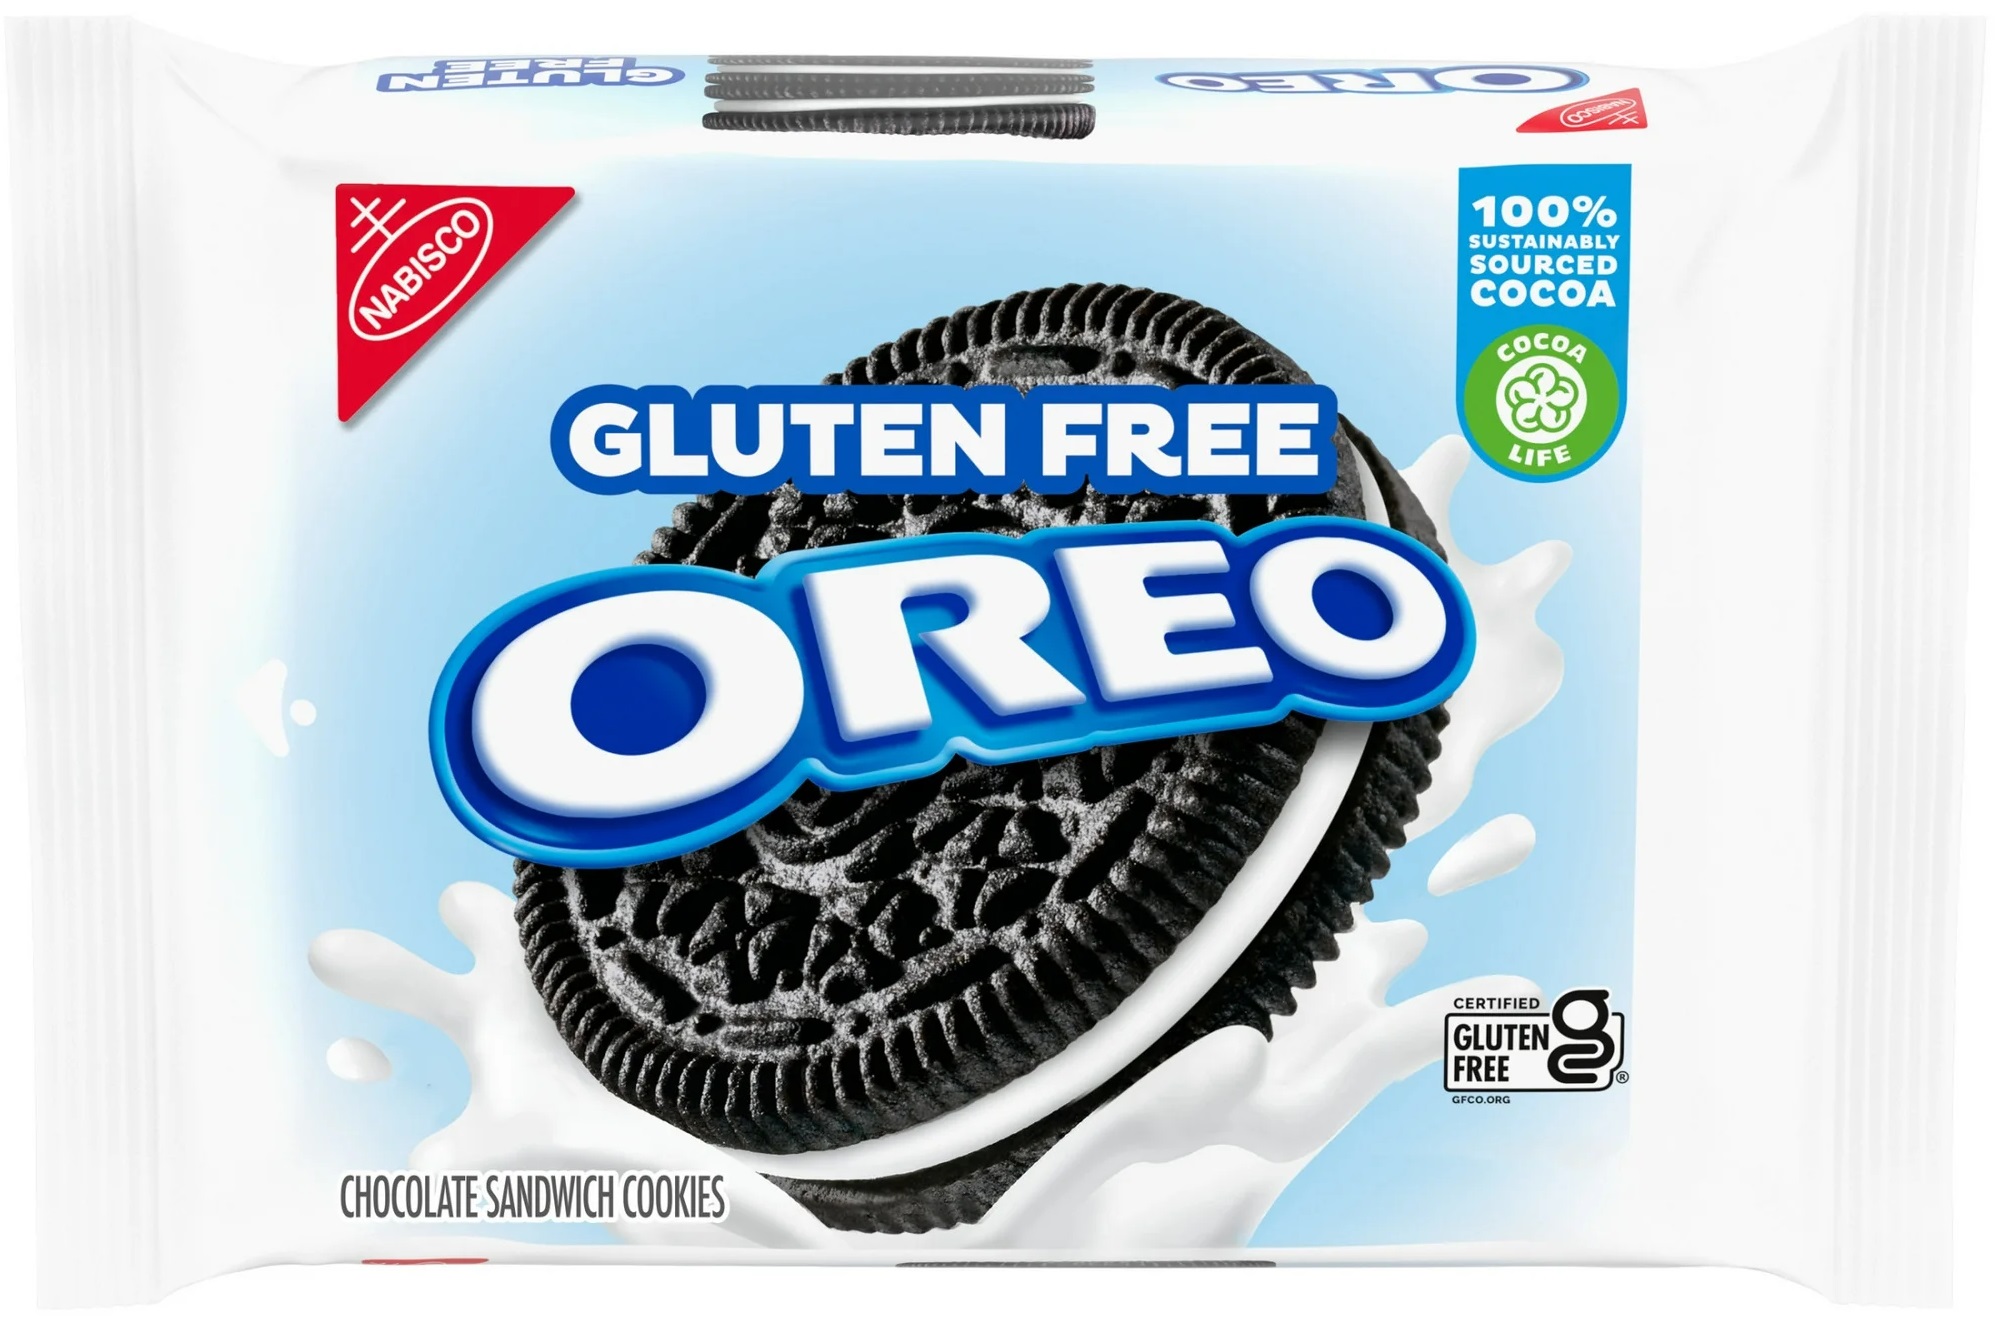 GLUTEN
FREE
OREO
NABISCO
NABISCO
100%
SUSTAINABLY
SOURCED
COCOA
COCOA
LIFE
GLUTEN FREE
OREO
CERTIFIED
GLUTEN
FREE
g
®
GFCO.ORG
CHOCOLATE SANDWICH COOKIES